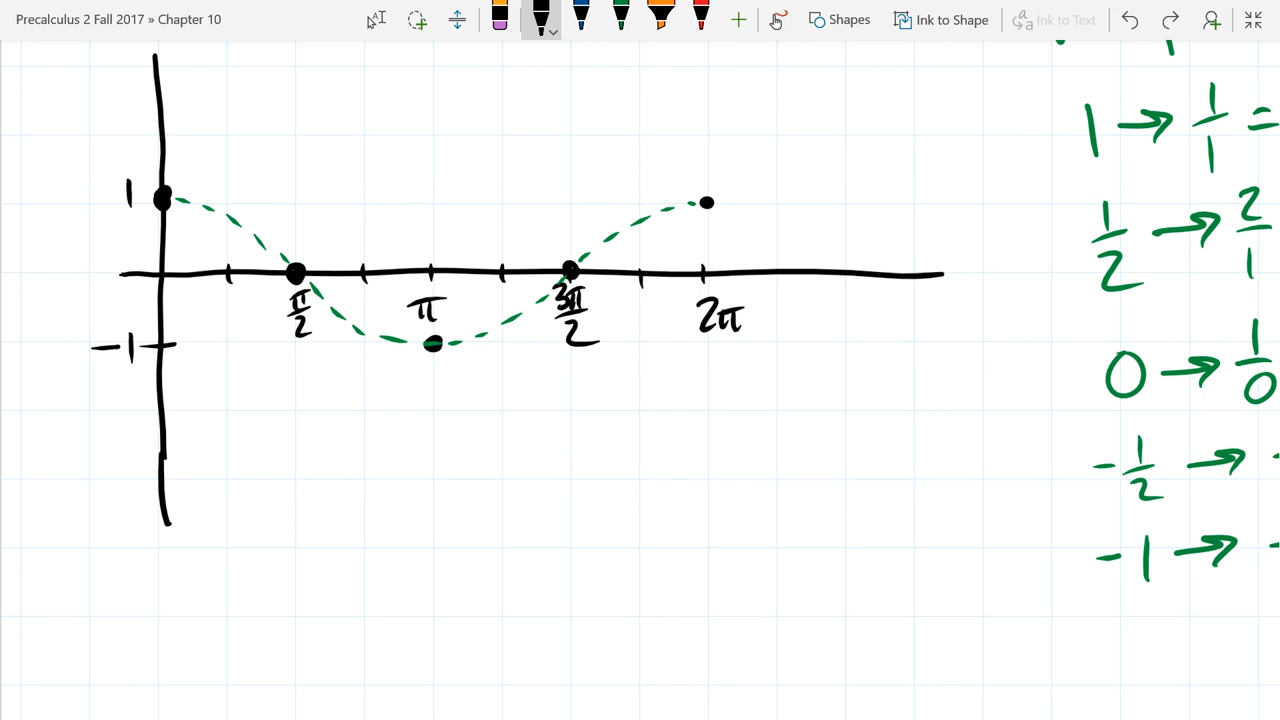 Precalculus 2 Fall 2017 » Chapter 10
Shapes
Ink to Shape
Ink to Text
1
-1
π/2
π
3π/2
2π
1 → 1/1 =
1/2 → 2/1
0 → 1/0
-1/2 → -
-1 → -